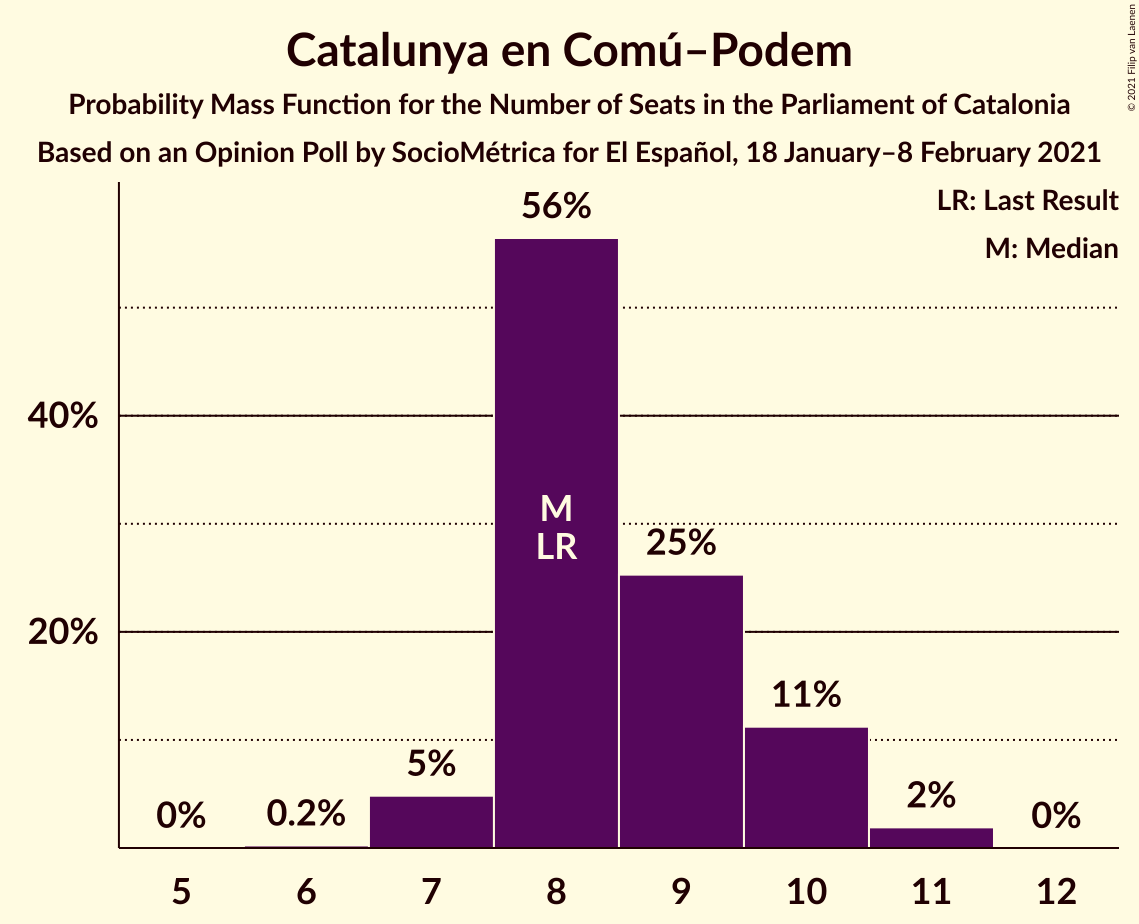 © 2021 Filip van Laenen
Catalunya en Comú–Podem
Probability Mass Function for the Number of Seats in the Parliament of Catalonia
Based on an Opinion Poll by SocioMétrica for El Español, 18 January–8 February 2021
LR: Last Result
M: Median
56%
40%
M
LR
25%
20%
11%
5%
2%
0%
0.2%
0%
5 6 7 8 9 10 11 12